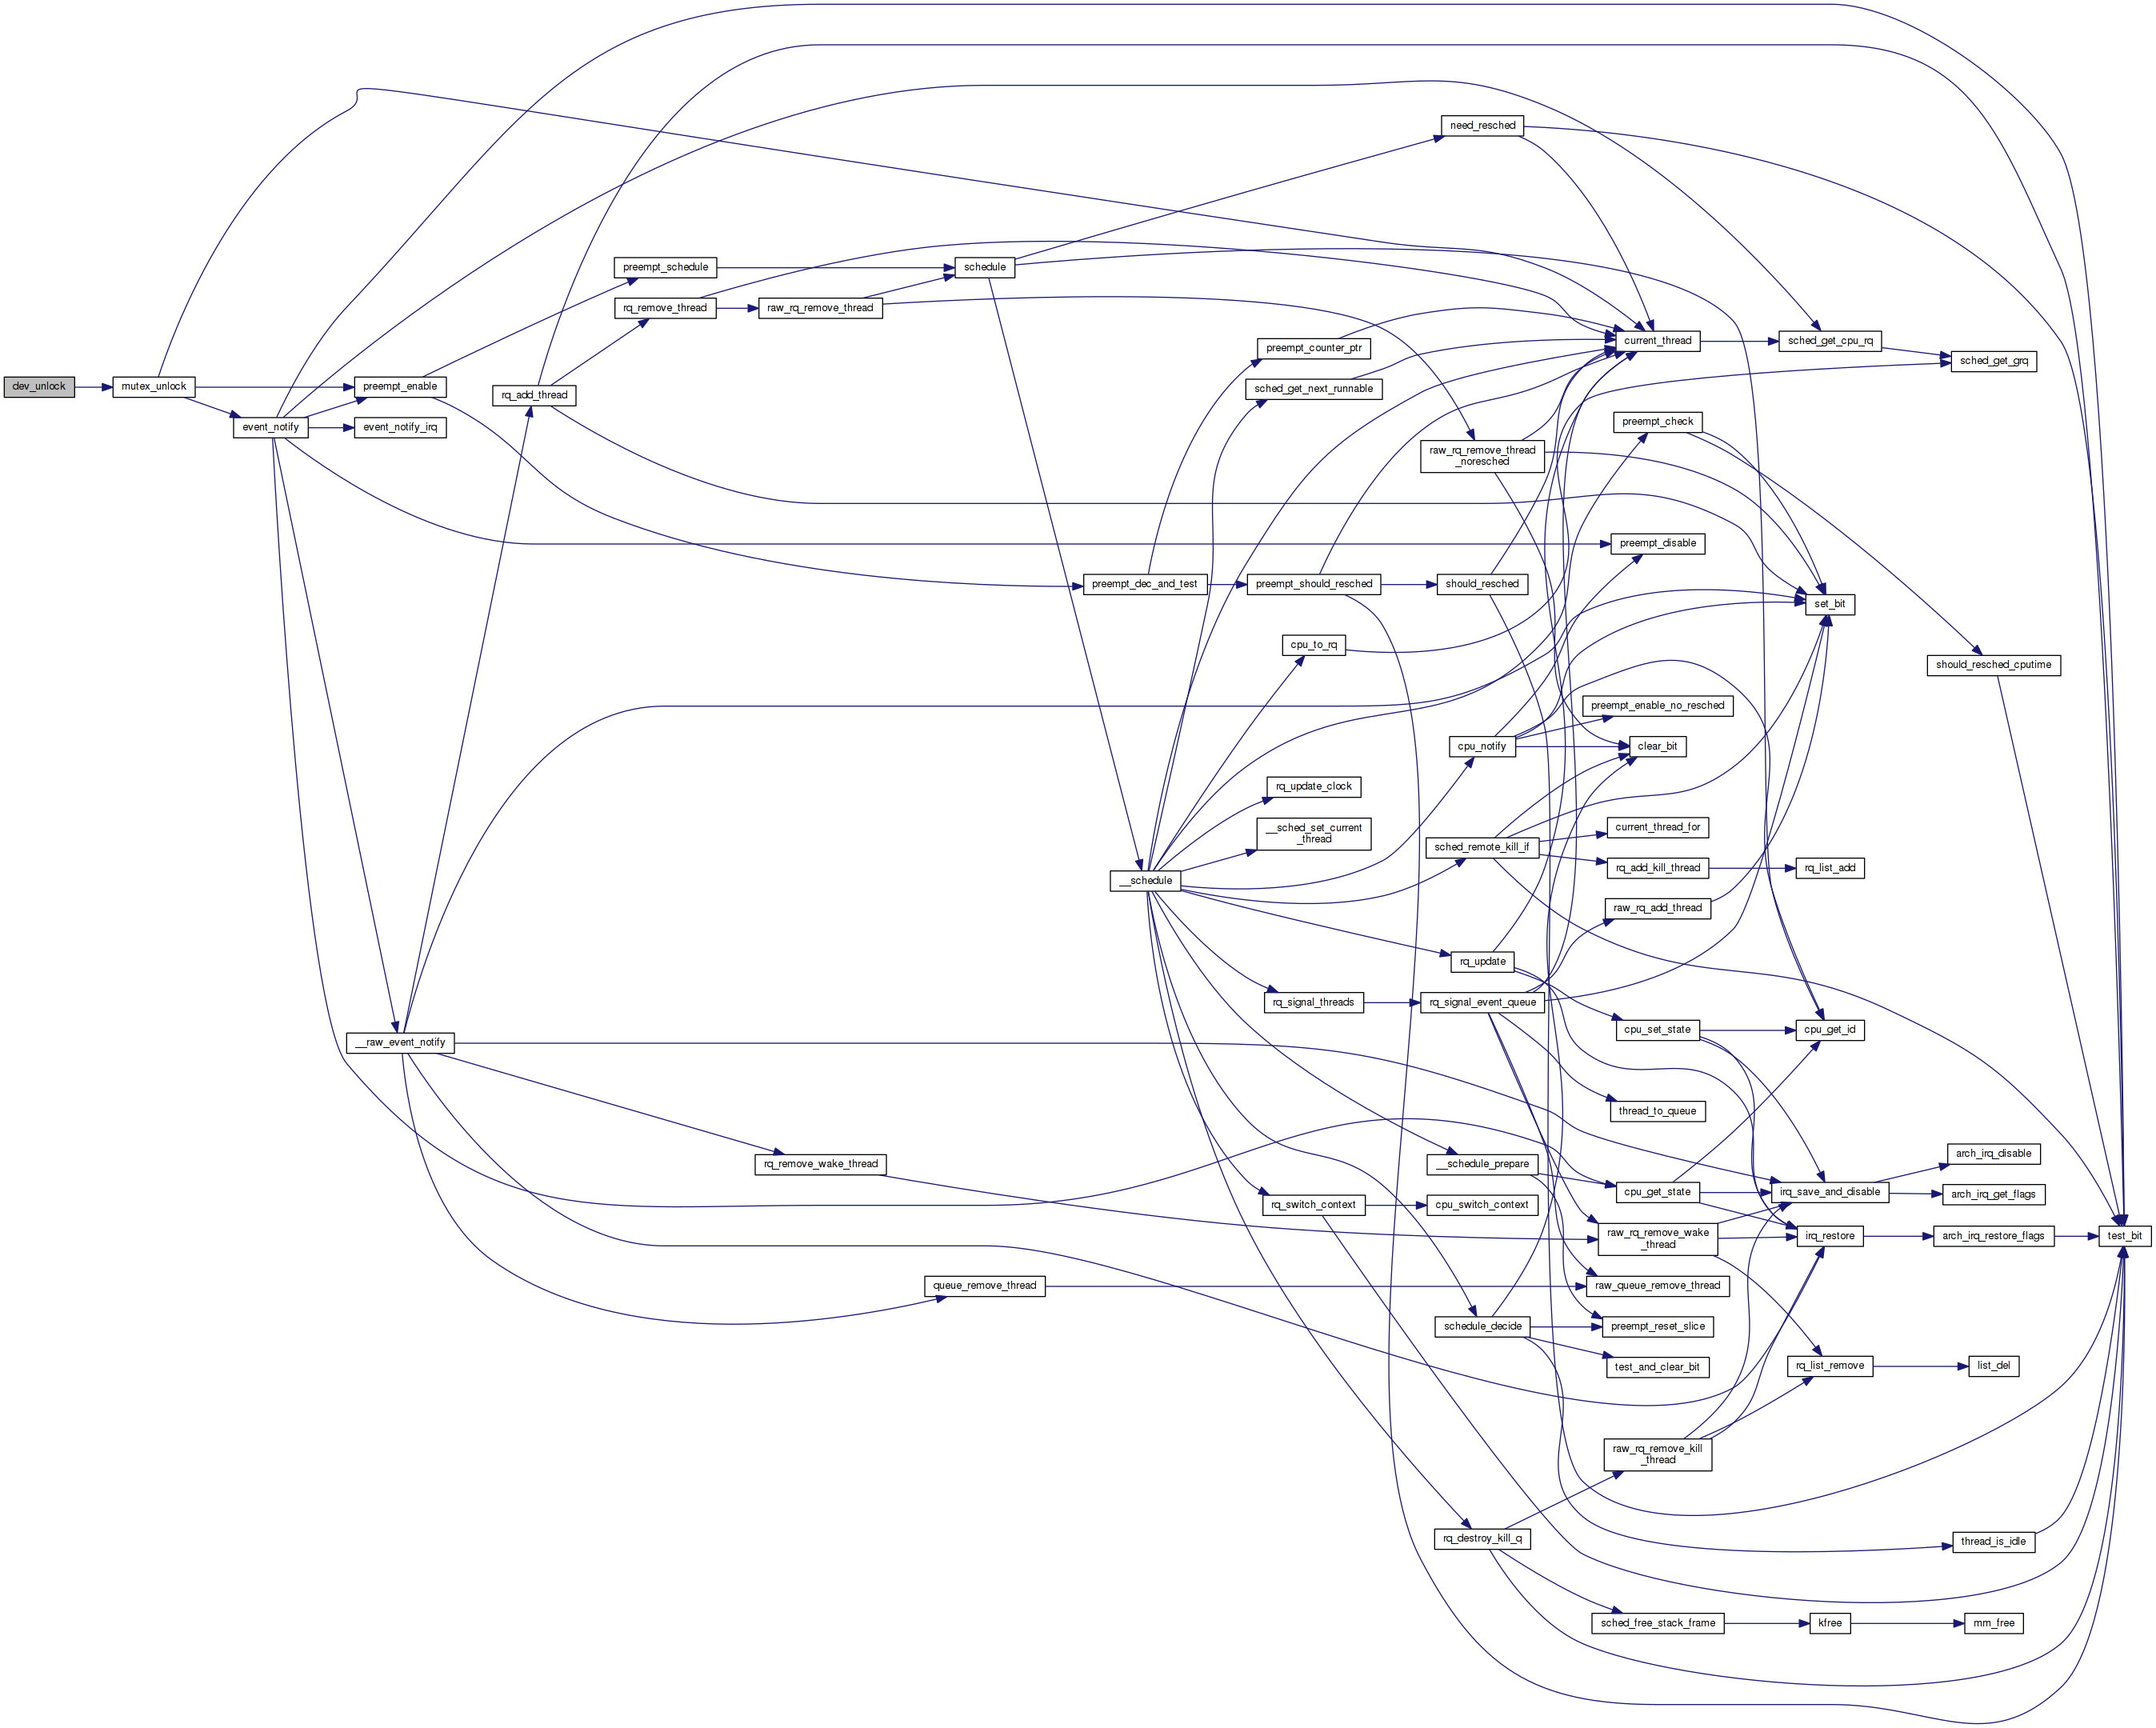 dev_unlock
mutex_unlock
event_notify
preempt_enable
event_notify_irq
__raw_event_notify
rq_add_thread
preempt_schedule
rq_remove_thread
raw_rq_remove_thread
rq_remove_wake_thread
queue_remove_thread
schedule
preempt_dec_and_test
__schedule
preempt_counter_ptr
sched_get_next_runnable
preempt_should_resched
cpu_to_rq
rq_update_clock
__sched_set_current
_thread
rq_signal_threads
rq_switch_context
need_resched
raw_rq_remove_thread
_noresched
should_resched
cpu_notify
sched_remote_kill_if
rq_update
rq_signal_event_queue
__schedule_prepare
cpu_switch_context
schedule_decide
rq_destroy_kill_q
current_thread
preempt_check
preempt_disable
preempt_enable_no_resched
clear_bit
current_thread_for
rq_add_kill_thread
raw_rq_add_thread
cpu_set_state
thread_to_queue
cpu_get_state
raw_rq_remove_wake
_thread
raw_queue_remove_thread
preempt_reset_slice
test_and_clear_bit
raw_rq_remove_kill
_thread
sched_free_stack_frame
sched_get_cpu_rq
set_bit
rq_list_add
cpu_get_id
irq_save_and_disable
irq_restore
rq_list_remove
kfree
sched_get_grq
should_resched_cputime
arch_irq_disable
arch_irq_get_flags
arch_irq_restore_flags
list_del
thread_is_idle
mm_free
test_bit